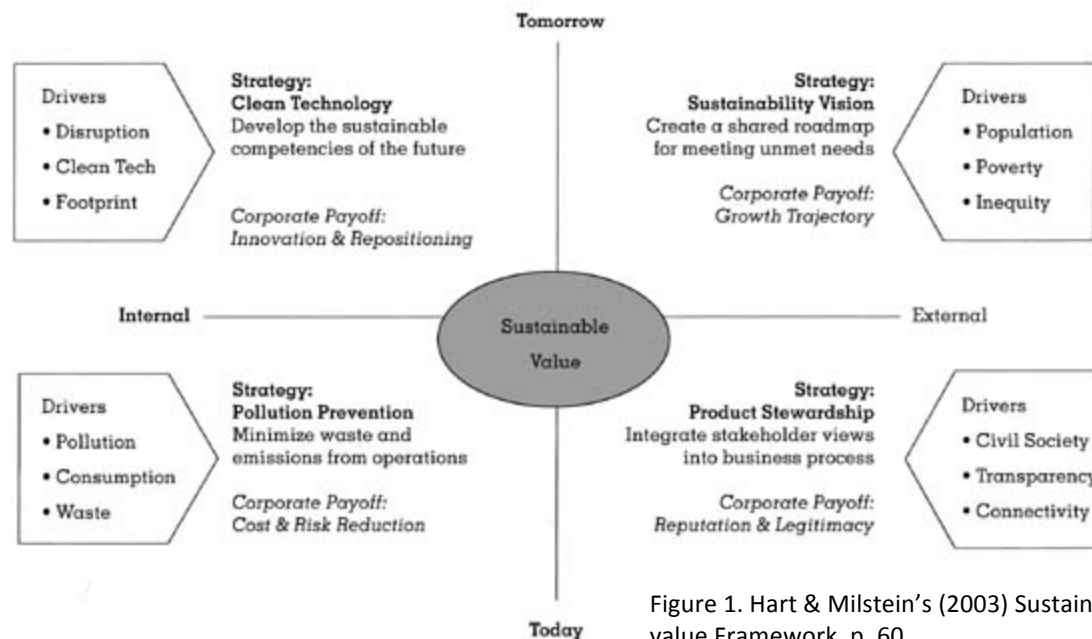 Tomorrow
Drivers
• Disruption
• Clean Tech
• Footprint
Strategy:
Clean Technology
Develop the sustainable
competencies of the future
Corporate Payoff:
Innovation & Repositioning
Strategy:
Sustainability Vision
Create a shared roadmap
for meeting unmet needs
Corporate Payoff:
Growth Trajectory
Drivers
• Population
• Poverty
• Inequity
Internal
Sustainable
Value
External
Drivers
• Pollution
• Consumption
• Waste
Strategy:
Pollution Prevention
Minimize waste and
emissions from operations
Corporate Payoff:
Cost & Risk Reduction
Strategy:
Product Stewardship
Integrate stakeholder views
into business process
Corporate Payoff:
Reputation & Legitimacy
Drivers
• Civil Society
• Transparency
• Connectivity
Today
Figure 1. Hart & Milstein’s (2003) Sustain
value Framework, p. 60